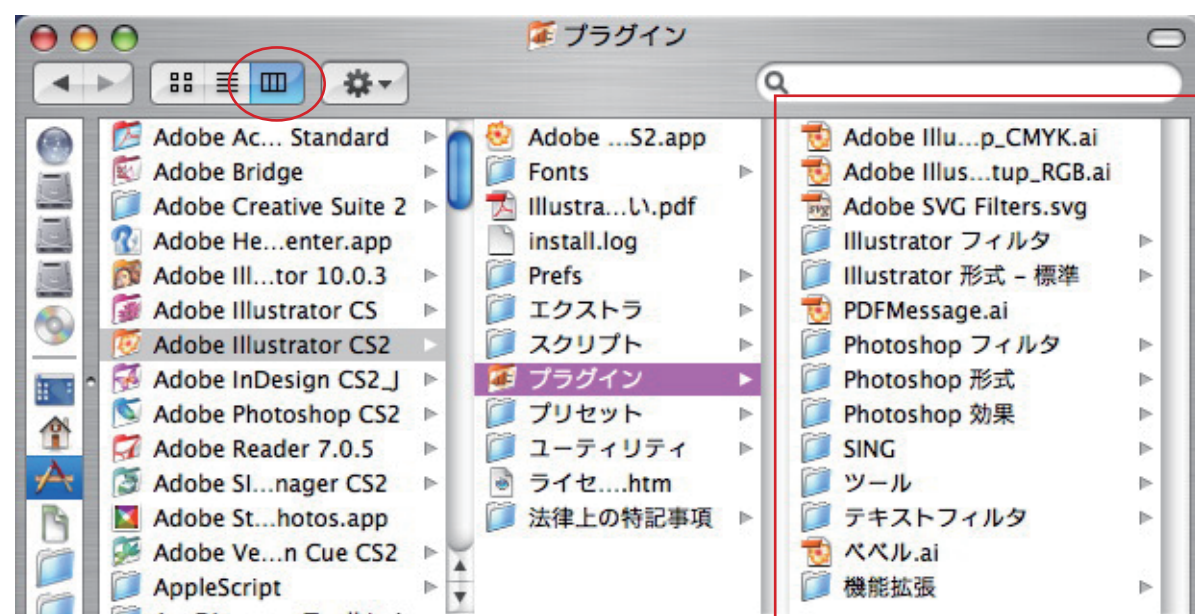 プラグイン
Adobe Ac... Standard
Adobe Bridge
Adobe Creative Suite 2
Adobe He...enter.app
Adobe Ill...tor 10.0.3
Adobe Illustrator CS
Adobe Illustrator CS2
Adobe InDesign CS2_J
Adobe Photoshop CS2
Adobe Reader 7.0.5
Adobe SI...nager CS2
Adobe St...hotos.app
Adobe Ve...n Cue CS2
AppleScript
Adobe ...S2.app
Fonts
Illustra...い.pdf
install.log
Prefs
エクストラ
スクリプト
プラグイン
プリセット
ユーティリティ
ライセ....htm
法律上の特記事項
Adobe Illu...p_CMYK.ai
Adobe Illus...tup_RGB.ai
Adobe SVG Filters.svg
Illustrator フィルタ
Illustrator 形式 – 標準
PDFMessage.ai
Photoshop フィルタ
Photoshop 形式
Photoshop 効果
SING
ツール
テキストフィルタ
ベベル.ai
機能拡張